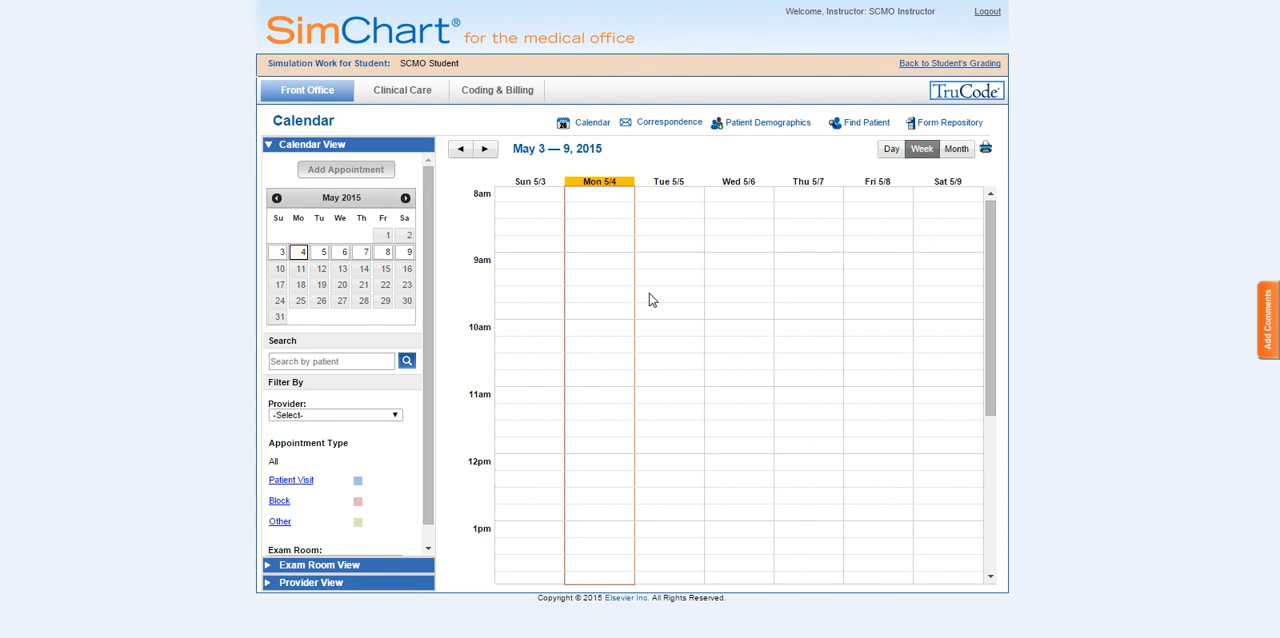 Welcome, Instructor: SCMO Instructor Logout
SimChart® for the medical office
Simulation Work for Student: SCMO Student Back to Student's Grading
Front Office Clinical Care Coding & Billing TruCode®
Calendar
26 Calendar Correspondence Patient Demographics Find Patient Form Repository
Calendar View
Add Appointment
May 2015
Su Mo Tu We Th Fr Sa
1 2
3 4 5 6 7 8 9
10 11 12 13 14 15 16
17 18 19 20 21 22 23
24 25 26 27 28 29 30
31
Search
Search by patient
Filter By
Provider:
-Select-
Appointment Type
All
Patient Visit
Block
Other
Exam Room:
Exam Room View
Provider View
May 3 — 9, 2015
Day Week Month
Sun 5/3 Mon 5/4 Tue 5/5 Wed 5/6 Thu 5/7 Fri 5/8 Sat 5/9
8am
9am
10am
11am
12pm
1pm
Add Comments
Copyright © 2015 Elsevier Inc. All Rights Reserved.